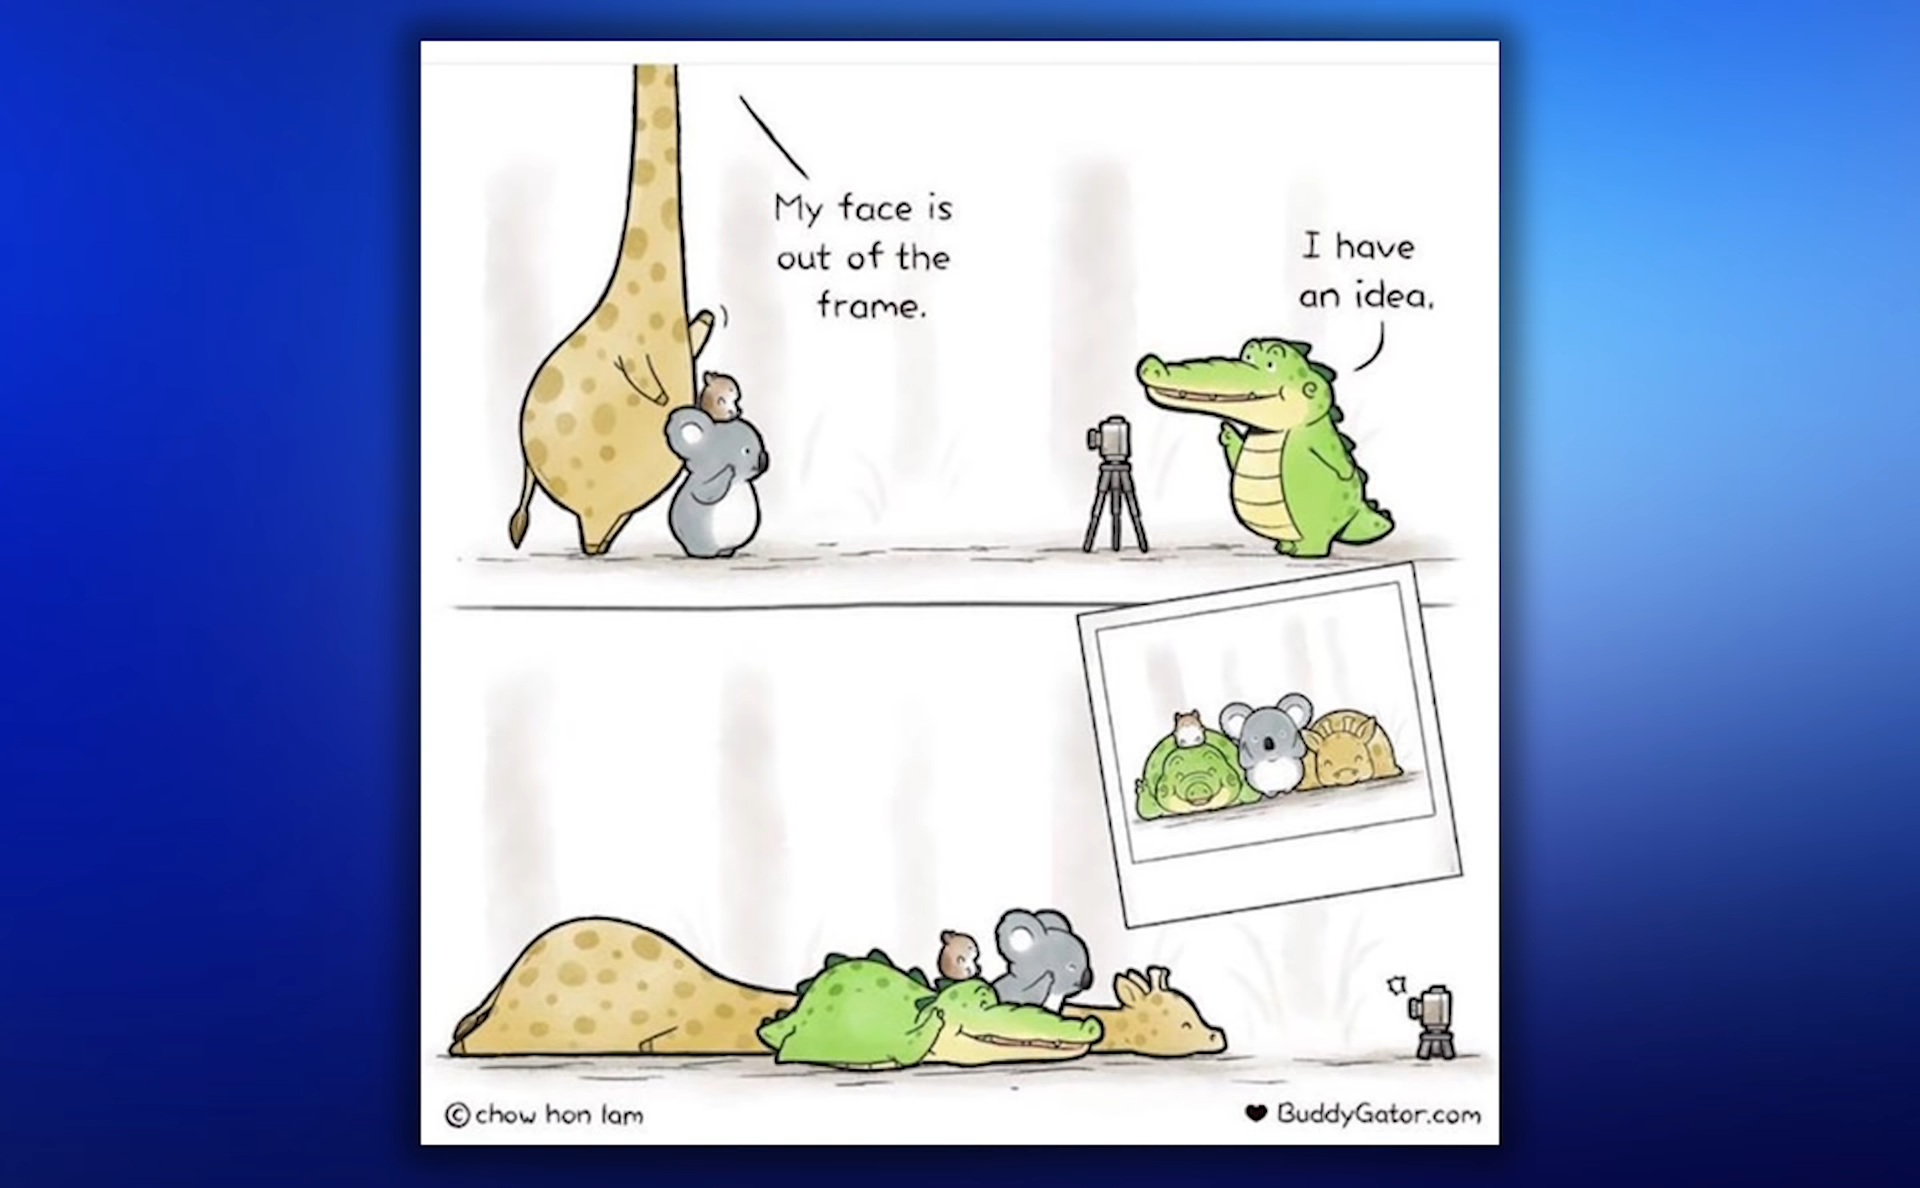 My face is
out of the
frame.
I have
an idea.
©chow hon lam
BuddyGator.com